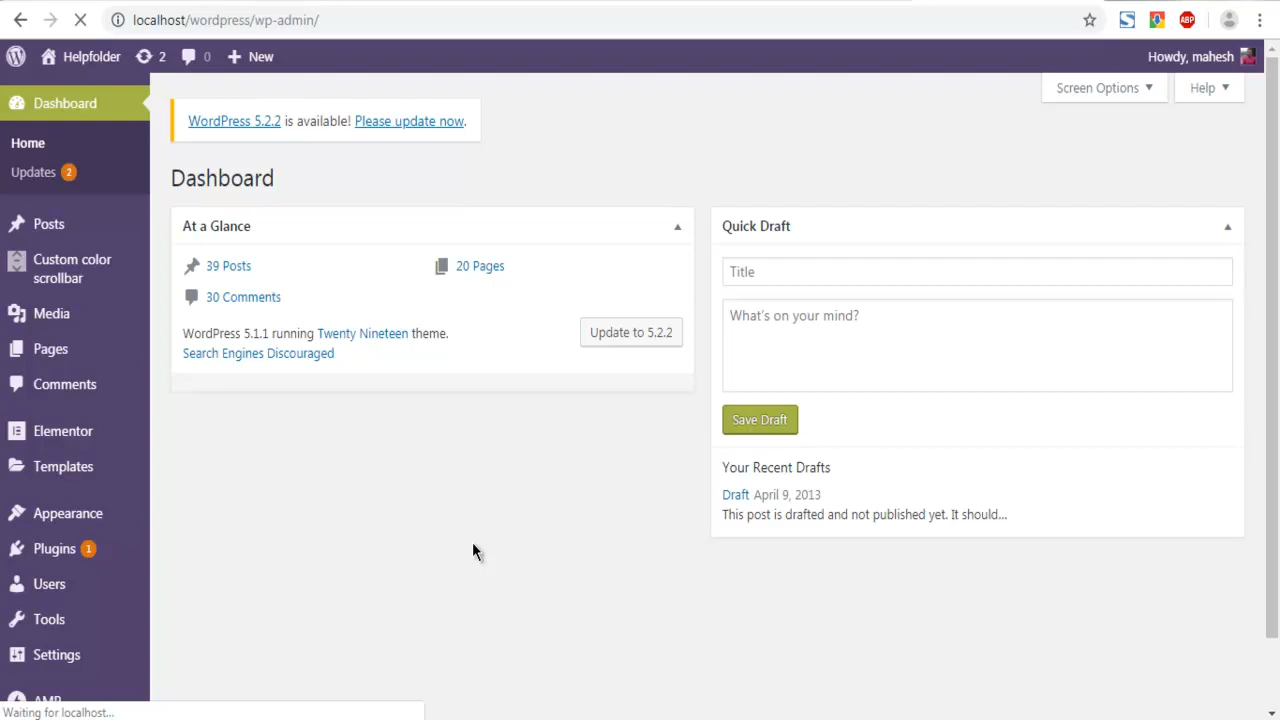 localhost/wordpress/wp-admin/
ABP
Helpfolder 2 0 New
Howdy, mahesh
Dashboard
Home
Updates 2
Posts
Custom color
scrollbar
Media
Pages
Comments
Elementor
Templates
Appearance
Plugins 1
Users
Tools
Settings
AMP
Screen Options
Help
WordPress 5.2.2 is available! Please update now.
Dashboard
At a Glance
39 Posts
20 Pages
30 Comments
WordPress 5.1.1 running Twenty Nineteen theme.
Update to 5.2.2
Search Engines Discouraged
Quick Draft
Title
What's on your mind?
Save Draft
Your Recent Drafts
Draft April 9, 2013
This post is drafted and not published yet. It should...
Waiting for localhost...